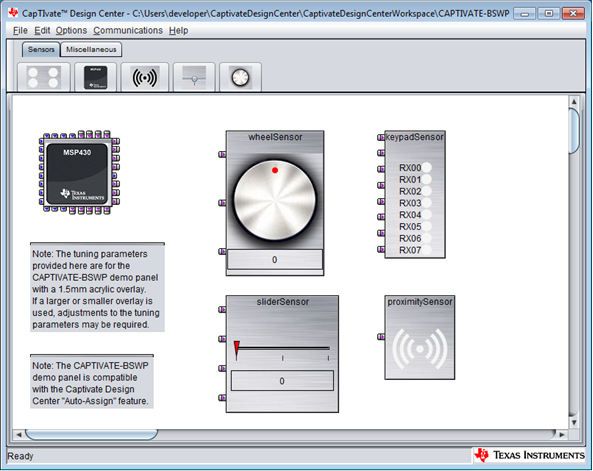 CapTIvate™ Design Center - C:\Users\developer\CaptivateDesignCenter\CaptivateDesignCenterWorkspace\CAPTIVATE-BSWP
File Edit Options Communications Help
Sensors Miscellaneous
MSP430
TEXAS
INSTRUMENTS
wheelSensor
0
keypadSensor
RX00
RX01
RX02
RX03
RX04
RX05
RX06
RX07
Note: The tuning parameters
provided here are for the
CAPTIVATE-BSWP demo panel
with a 1.5mm acrylic overlay.
If a larger or smaller overlay is
used, adjustments to the tuning
parameters may be required.
sliderSensor
0
proximitySensor
Note: The CAPTIVATE-BSWP
demo panel is compatible
with the Captivate Design
Center "Auto-Assign" feature.
Ready
TEXAS INSTRUMENTS